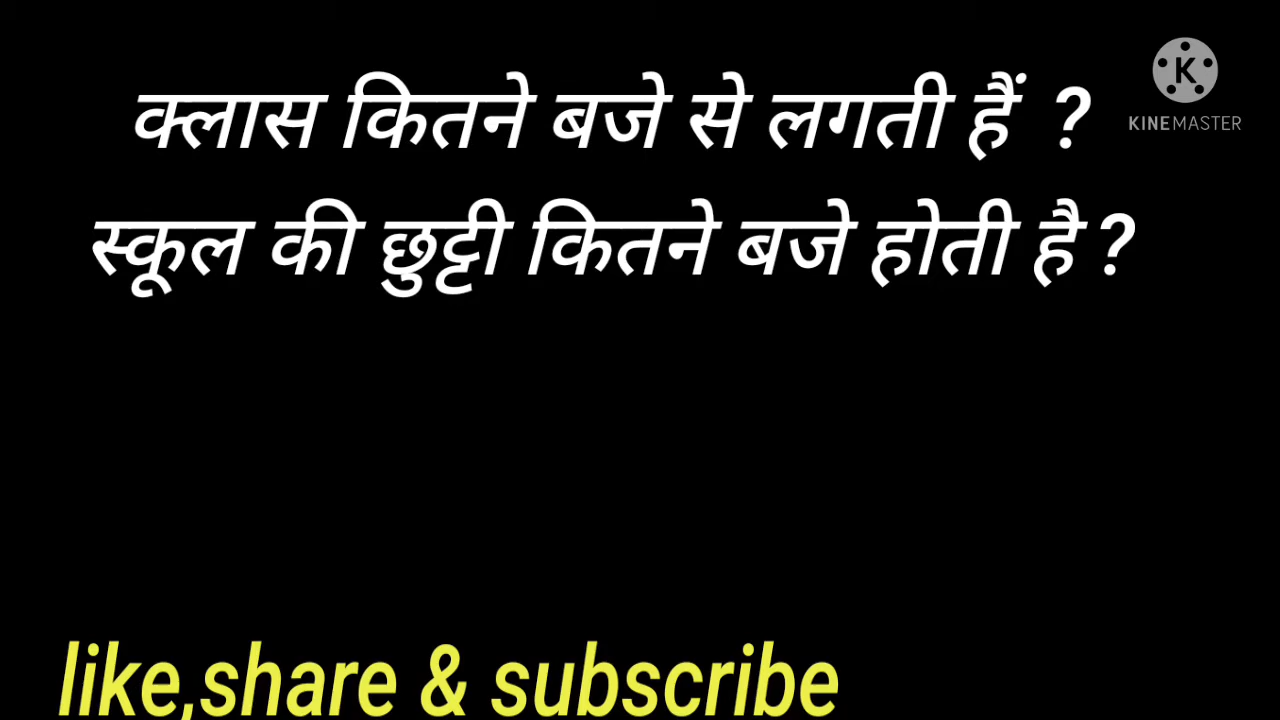 क्लास कितने बजे से लगती हैं ?
K
KINEMASTER
स्कूल की छुट्टी कितने बजे होती है ?
like,share & subscribe